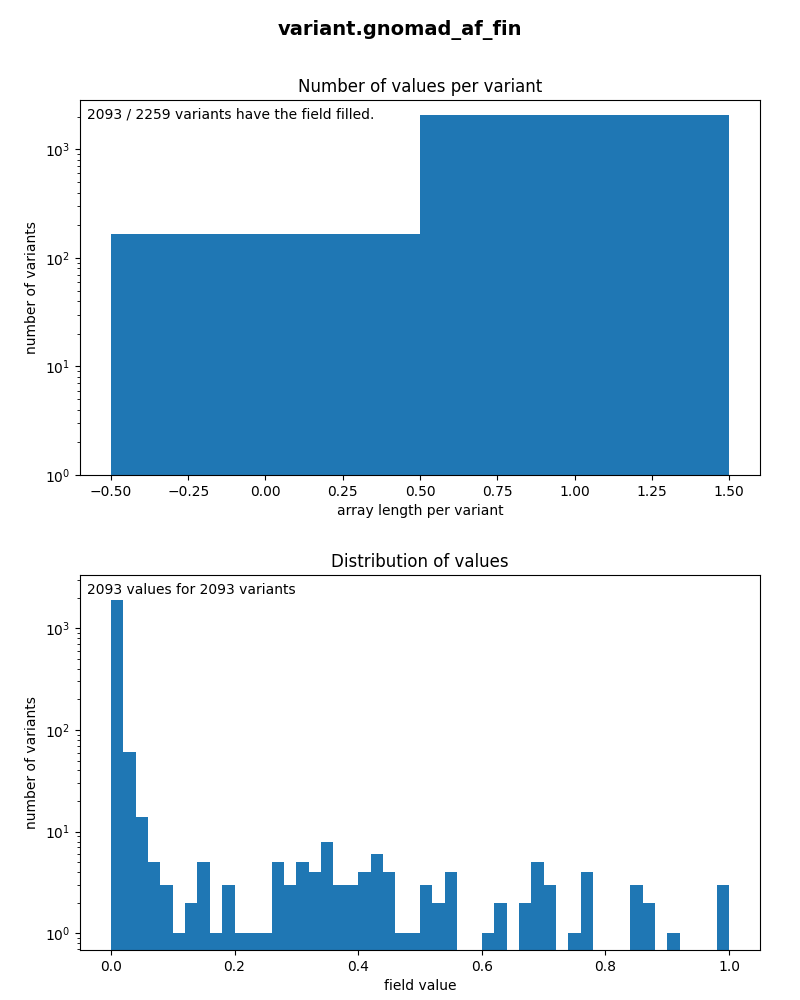 variant.gnomad_af_fin
Number of values per variant
2093 / 2259 variants have the field filled.
number of variants
10³
10²
10¹
10⁰
−0.50 −0.25 0.00 0.25 0.50 0.75 1.00 1.25 1.50
array length per variant
Distribution of values
2093 values for 2093 variants
number of variants
10³
10²
10¹
10⁰
0.0 0.2 0.4 0.6 0.8 1.0
field value